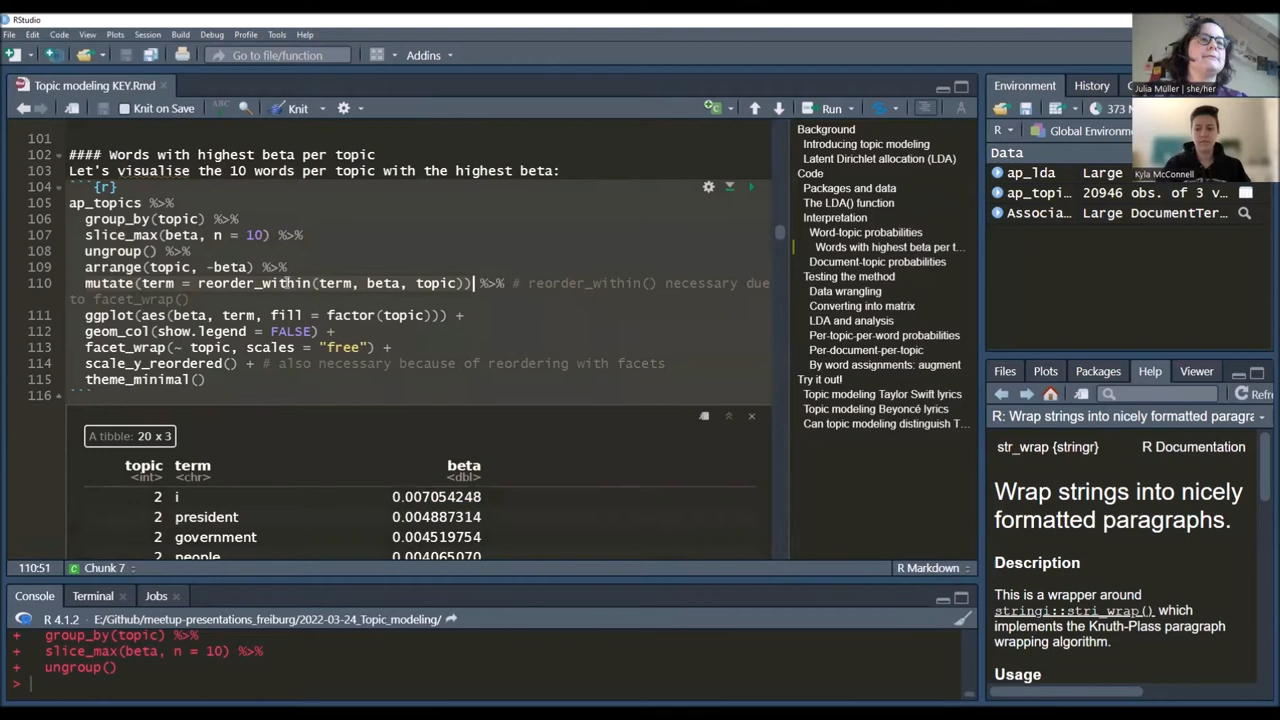 RStudio
File Edit Code View Plots Session Build Debug Profile Tools Help
Go to file/function
Addins
Topic modeling KEY.Rmd
Knit on Save
ABC
Knit
Run
101
102 #### Words with highest beta per topic
103 Let's visualise the 10 words per topic with the highest beta:
104 ```{r}
105 ap_topics %>%
106 group_by(topic) %>%
107 slice_max(beta, n = 10) %>%
108 ungroup() %>%
109 arrange(topic, -beta) %>%
110 mutate(term = reorder_within(term, beta, topic)) %>% # reorder_within() necessary due
to facet_wrap()
111 ggplot(aes(beta, term, fill = factor(topic))) +
112 geom_col(show.legend = FALSE) +
113 facet_wrap(~ topic, scales = "free") +
114 scale_y_reordered() + # also necessary because of reordering with facets
115 theme_minimal()
116 ```
A tibble: 20 x 3
topic term beta
<int> <chr> <dbl>
2 i 0.007054248
2 president 0.004887314
2 government 0.004519754
2 people 0.004065070
110:51 Chunk 7 R Markdown
Background
Introducing topic modeling
Latent Dirichlet allocation (LDA)
Code
Packages and data
The LDA() function
Interpretation
Word-topic probabilities
Words with highest beta per t...
Document-topic probabilities
Testing the method
Data wrangling
Converting into matrix
LDA and analysis
Per-topic-per-word probabilities
Per-document-per-topic
By word assignments: augment
Try it out!
Topic modeling Taylor Swift lyrics
Topic modeling Beyoncé lyrics
Can topic modeling distinguish T...
Console Terminal Jobs
R 4.1.2 · E:/Github/meetup-presentations_freiburg/2022-03-24_Topic_modeling/
+ group_by(topic) %>%
+ slice_max(beta, n = 10) %>%
+ ungroup()
>
Julia Müller | she/her
Kyla McConnell
Environment History
373 M
R Global Environme
Data
ap_lda Large
ap_topi... 20946 obs. of 3 v...
Associa... Large DocumentTer...
Files Plots Packages Help Viewer
Refre
R: Wrap strings into nicely formatted paragra
str_wrap {stringr} R Documentation
Wrap strings into nicely
formatted paragraphs.
Description
This is a wrapper around
stringi::stri_wrap() which
implements the Knuth-Plass paragraph
wrapping algorithm.
Usage